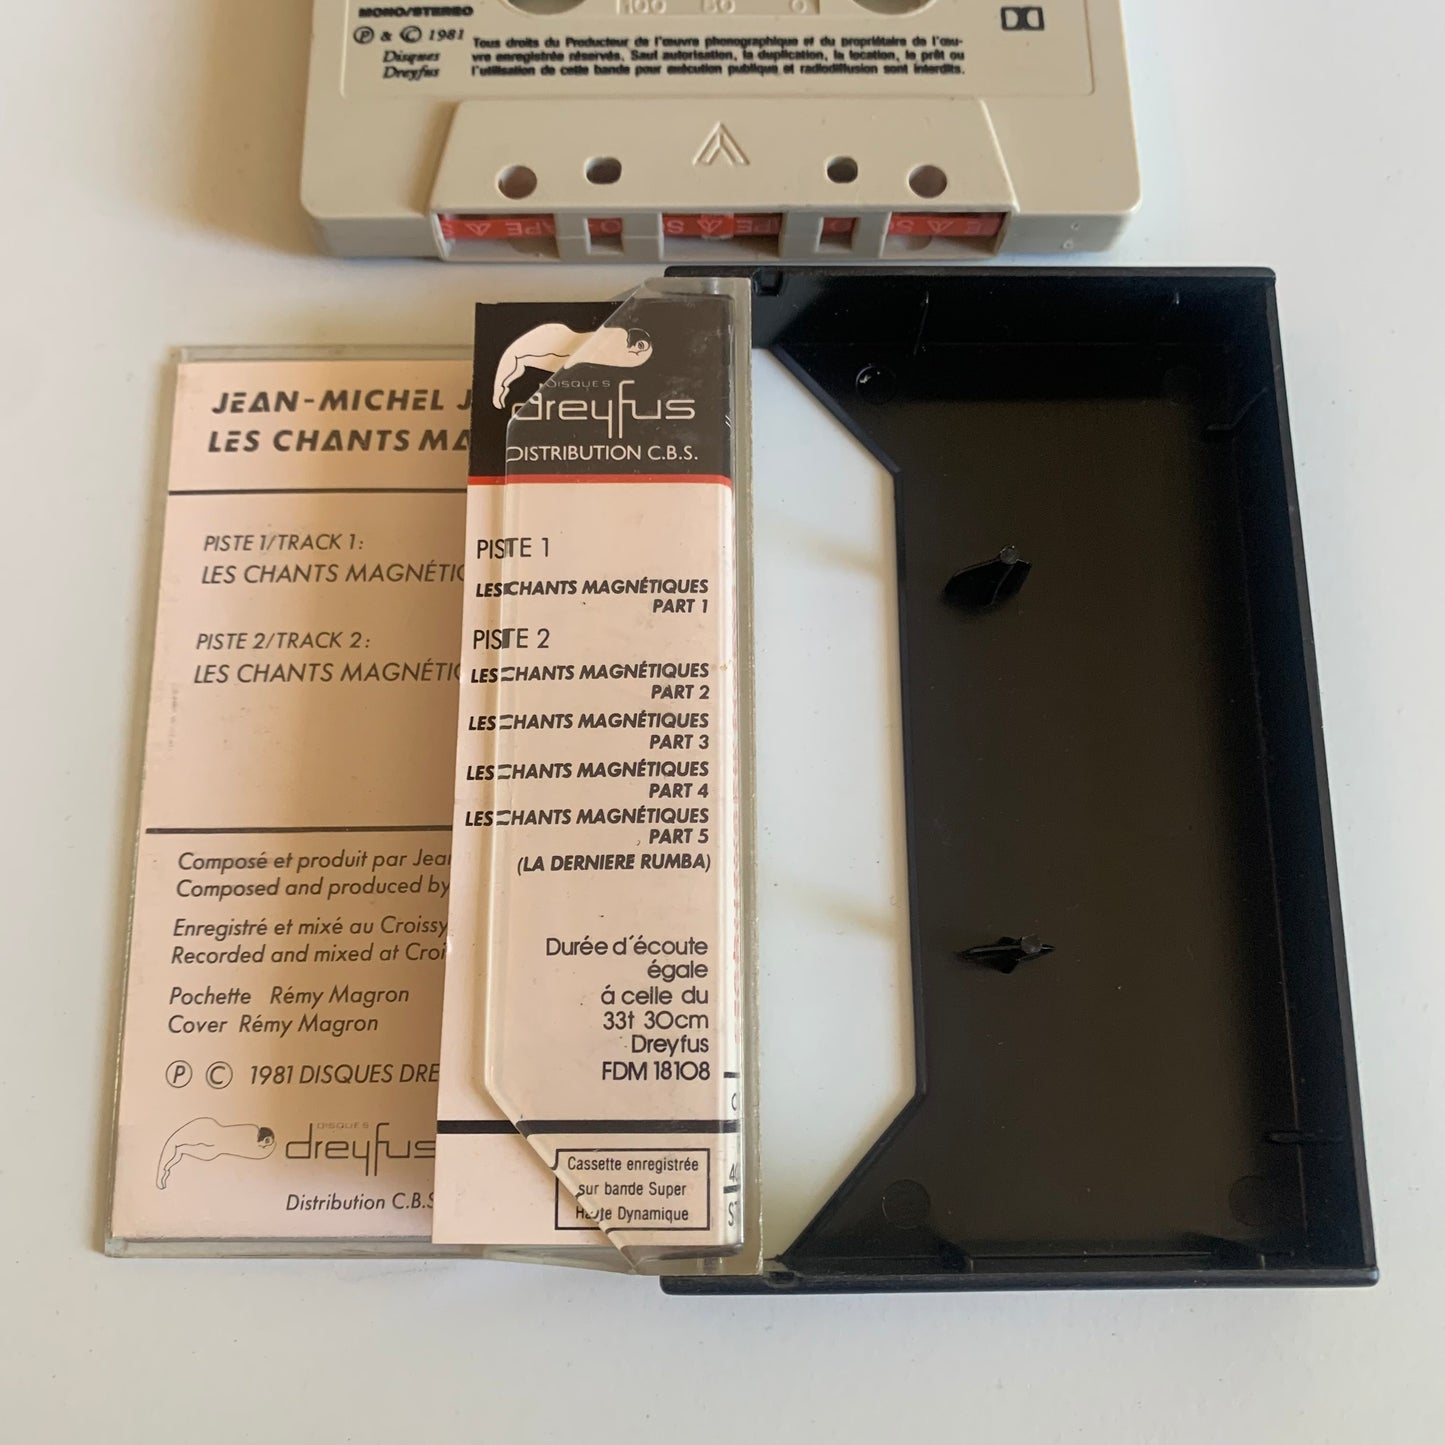 MONO/STEREO
100 50 0
Ⓟ & © 1981
Disques
Dreyfus
Tous droits du Producteur de l'œuvre phonographique et du propriétaire de l'œu-
vre enregistrée réservés. Sauf autorisation, la duplication, la location, le prêt ou
l'utilisation de cette bande pour exécution publique et radiodiffusion sont interdits.
JEAN-MICHEL J
LES CHANTS MA
PISTE 1/TRACK 1:
LES CHANTS MAGNÉTIQ
PISTE 2/TRACK 2:
LES CHANTS MAGNÉTIQ
Composé et produit par Jea
Composed and produced by
Enregistré et mixé au Croissy
Recorded and mixed at Croi
Pochette Rémy Magron
Cover Rémy Magron
Ⓟ © 1981 DISQUES DRE
DISQUES
dreyfus
Distribution C.B.S
DISQUES
dreyfus
DISTRIBUTION C.B.S.
PISTE 1
LES CHANTS MAGNÉTIQUES
PART 1
PISTE 2
LES CHANTS MAGNÉTIQUES
PART 2
LES CHANTS MAGNÉTIQUES
PART 3
LES CHANTS MAGNÉTIQUES
PART 4
LES CHANTS MAGNÉTIQUES
PART 5
(LA DERNIERE RUMBA)
Durée d'écoute
égale
á celle du
33t 30cm
Dreyfus
FDM 18108
Cassette enregistrée
sur bande Super
Haute Dynamique